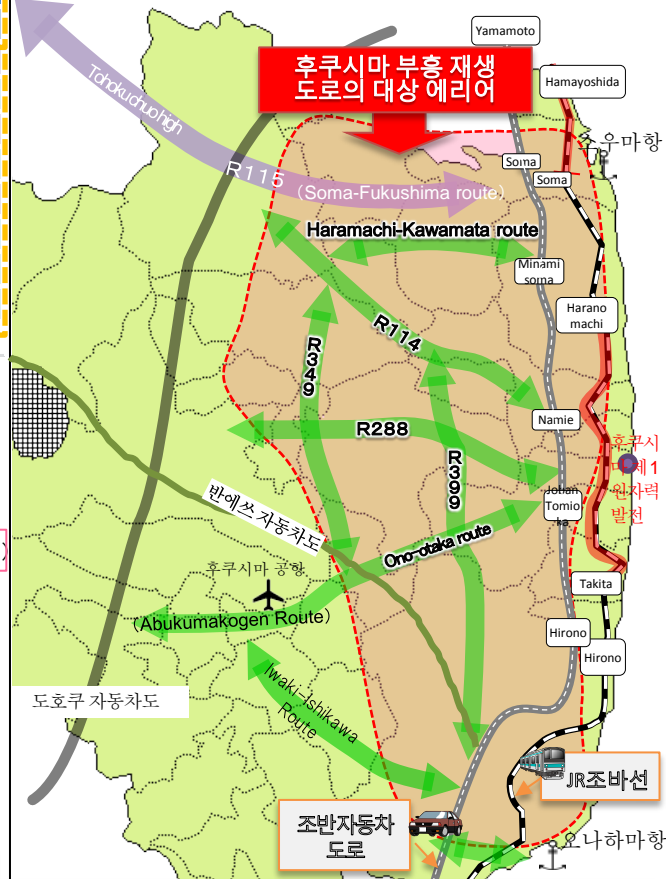 Yamamoto
후쿠시마 부흥 재생
도로의 대상 에리어
Hamayoshida
Tohokuchuohigh
소우마항
R115 (Soma-Fukushima route)
Soma
Soma
Haramachi-Kawamata route
Minami
soma
Harano
machi
R114
R349
Namie
R288
R399
후쿠시
제1
원자력
발전
Joban
Tomio
ka
반에쓰 자동차도
Ono-otaka route
후쿠시마 공항
Takita
(Abukumakogen Route)
Hirono
Hirono
Iwaki-Ishikawa
Route
도호쿠 자동차도
JR조바선
조반자동차
도로
오나하마항
)